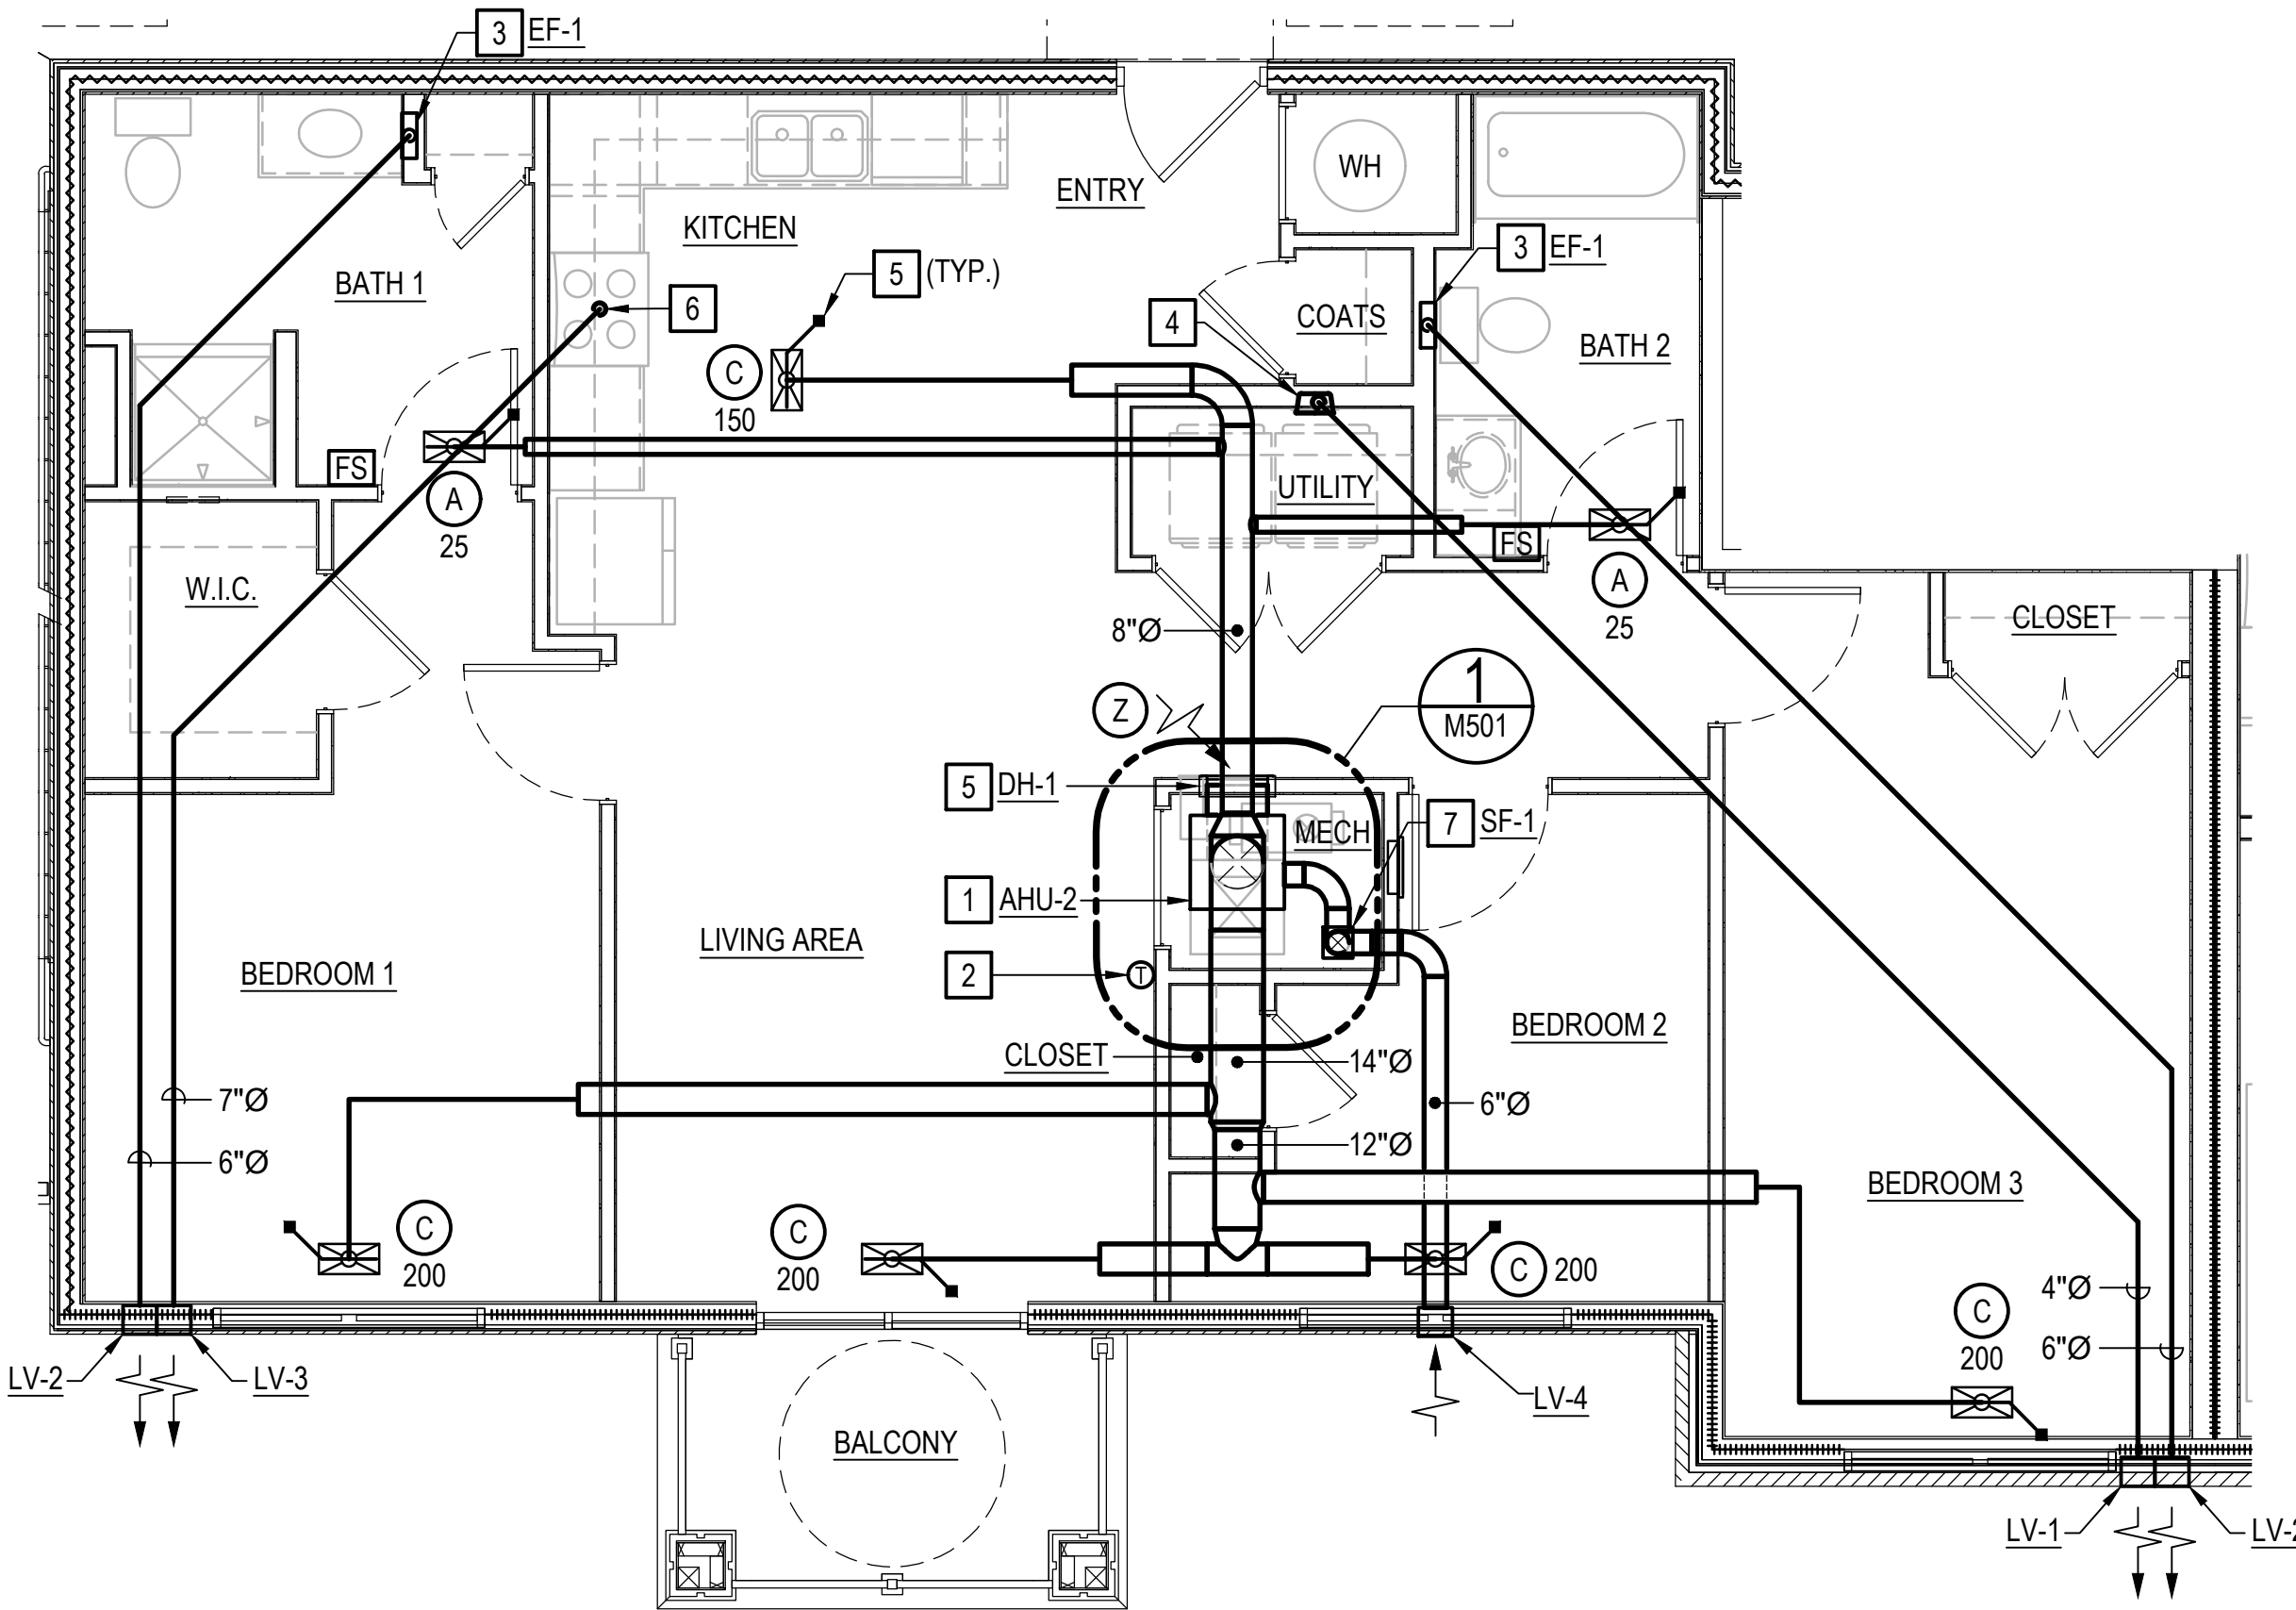 3 EF-1
WH
ENTRY
KITCHEN
3 EF-1
5 (TYP.)
BATH 1
6
4
COATS
BATH 2
C
150
FS
A
25
UTILITY
FS
A
25
W.I.C.
CLOSET
8"Ø
1
M501
Z
5 DH-1
MECH
7 SF-1
1 AHU-2
LIVING AREA
2
T
BEDROOM 1
BEDROOM 2
CLOSET
14"Ø
7"Ø
6"Ø
12"Ø
6"Ø
BEDROOM 3
C
200
C
200
C 200
4"Ø
C
200
6"Ø
LV-2
LV-3
LV-4
BALCONY
LV-1
LV-2